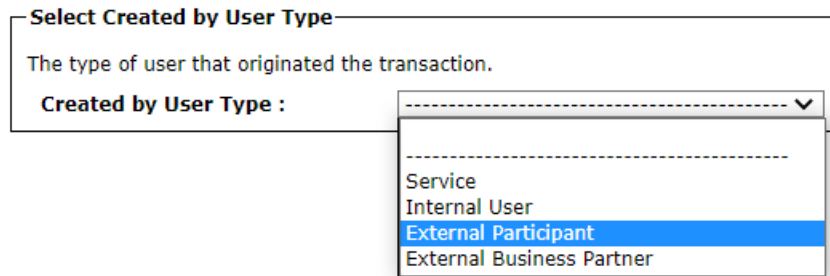 Select Created by User Type
The type of user that originated the transaction.
Created by User Type : -------------------------------------------
-------------------------------------------
Service
Internal User
External Participant
External Business Partner